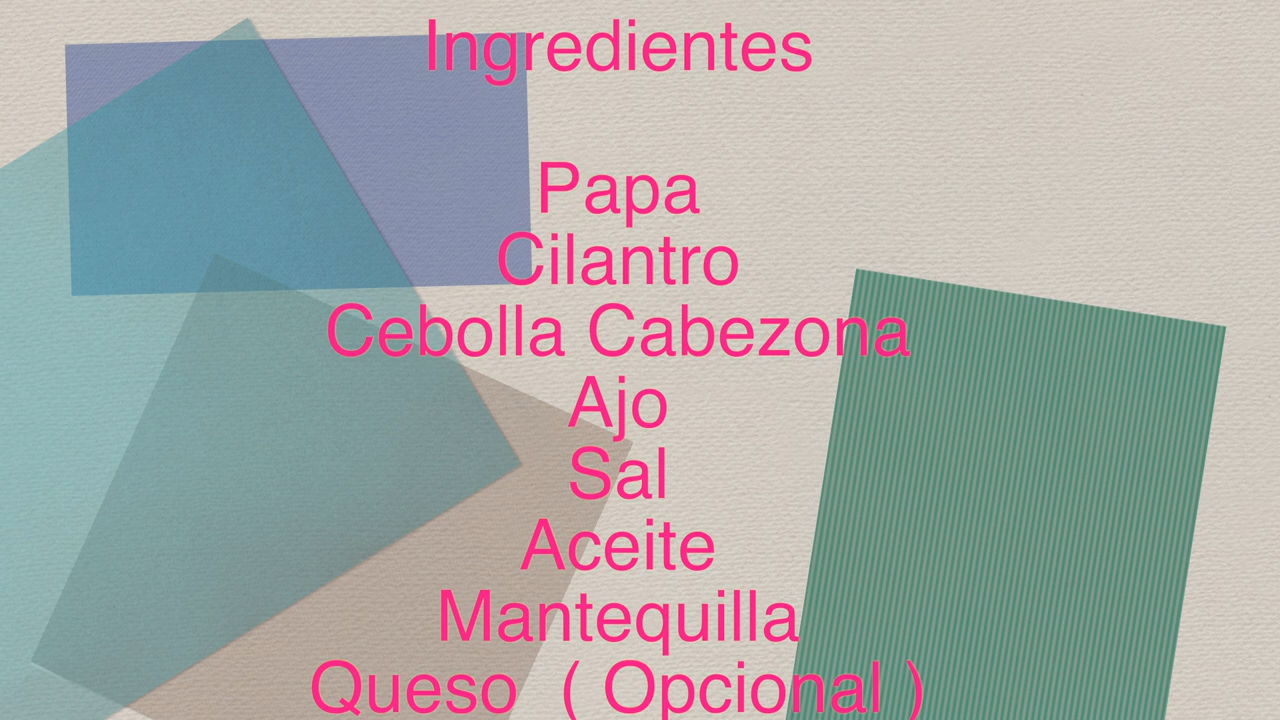 Ingredientes
Papa
Cilantro
Cebolla Cabezona
Ajo
Sal
Aceite
Mantequilla
Queso ( Opcional )